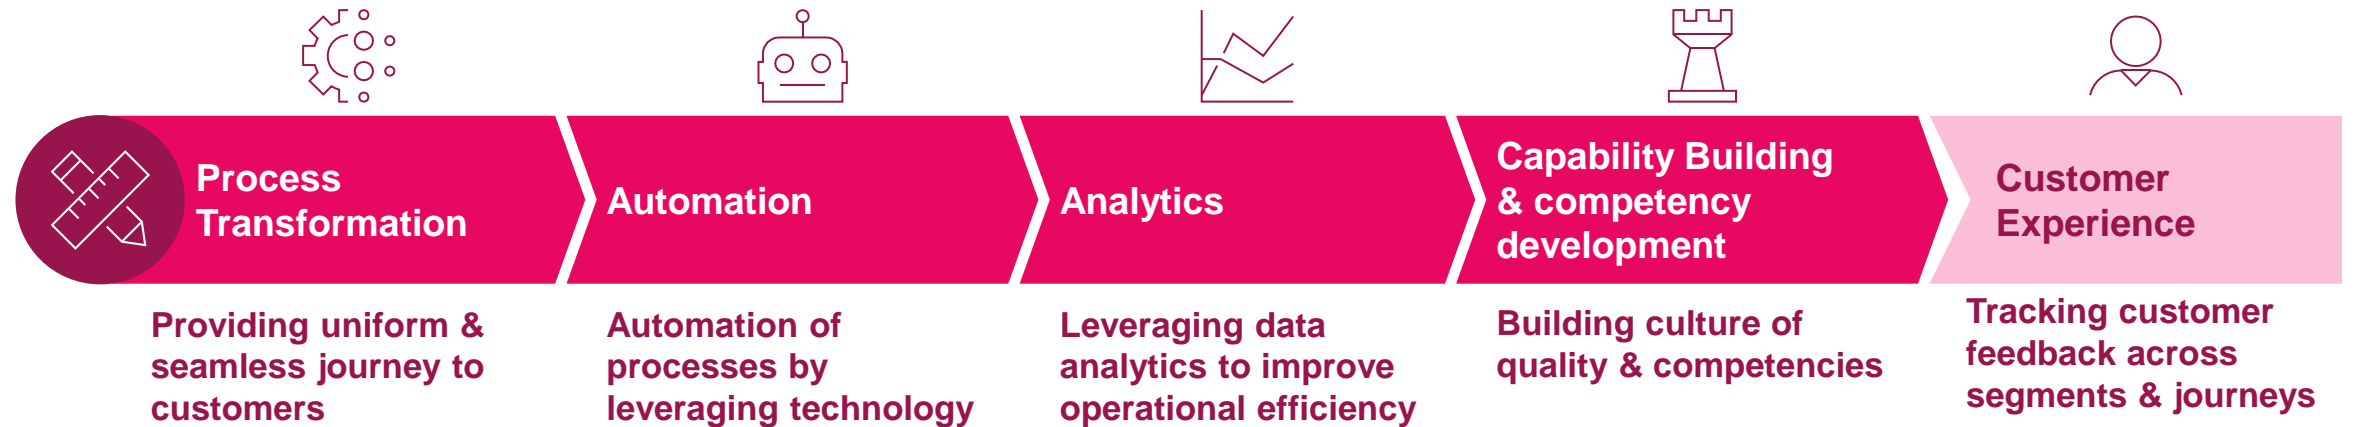 Process
Transformation
Automation
Analytics
Capability Building
& competency
development
Customer
Experience
Providing uniform &
seamless journey to
customers
Automation of
processes by
leveraging technology
Leveraging data
analytics to improve
operational efficiency
Building culture of
quality & competencies
Tracking customer
feedback across
segments & journeys